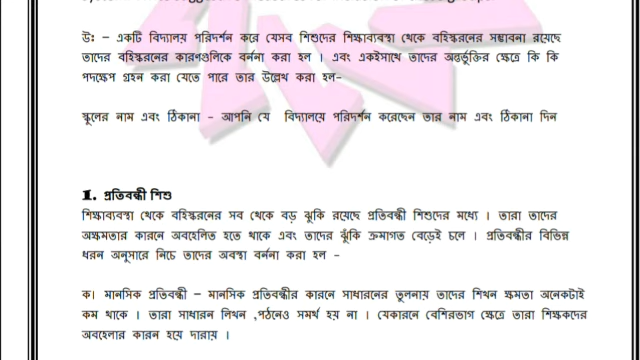 উঃ – একটি বিদ্যালয় পরিদর্শন করে যেসব শিশুদের শিক্ষাব্যবস্থা থেকে বহিস্করনের সম্ভাবনা রয়েছে
তাদের বহিস্করনের কারণগুলিকে বর্ননা করা হল । এবং একইসাথে তাদের অন্তর্ভুক্তির ক্ষেত্রে কি কি
পদক্ষেপ গ্রহন করা যেতে পারে তার উল্লেখ করা হল–
স্কুলের নাম এবং ঠিকানা - আপনি যে বিদ্যালয়ে পরিদর্শন করেছেন তার নাম এবং ঠিকানা দিন
1. প্রতিবন্ধী শিশু
শিক্ষাব্যবস্থা থেকে বহিস্করনের সব থেকে বড় ঝুকি রয়েছে প্রতিবন্ধী শিশুদের মধ্যে । তারা তাদের
অক্ষমতার কারনে অবহেলিত হতে থাকে এবং তাদের ঝুঁকি ক্রমাগত বেড়েই চলে । প্রতিবন্ধীর বিভিন্ন
ধরন অনুসারে নিচে তাদের অবস্থা বর্ননা করা হল -
ক। মানসিক প্রতিবন্ধী – মানসিক প্রতিবন্ধীর কারনে সাধারনের তুলনায় তাদের শিখন ক্ষমতা অনেকটাই
কম থাকে । তারা সাধারন লিখন ,পঠনেও সমর্থ হয় না । যেকারনে বেশিরভাগ ক্ষেত্রে তারা শিক্ষকদের
অবহেলার কারন হয়ে দারায় ।